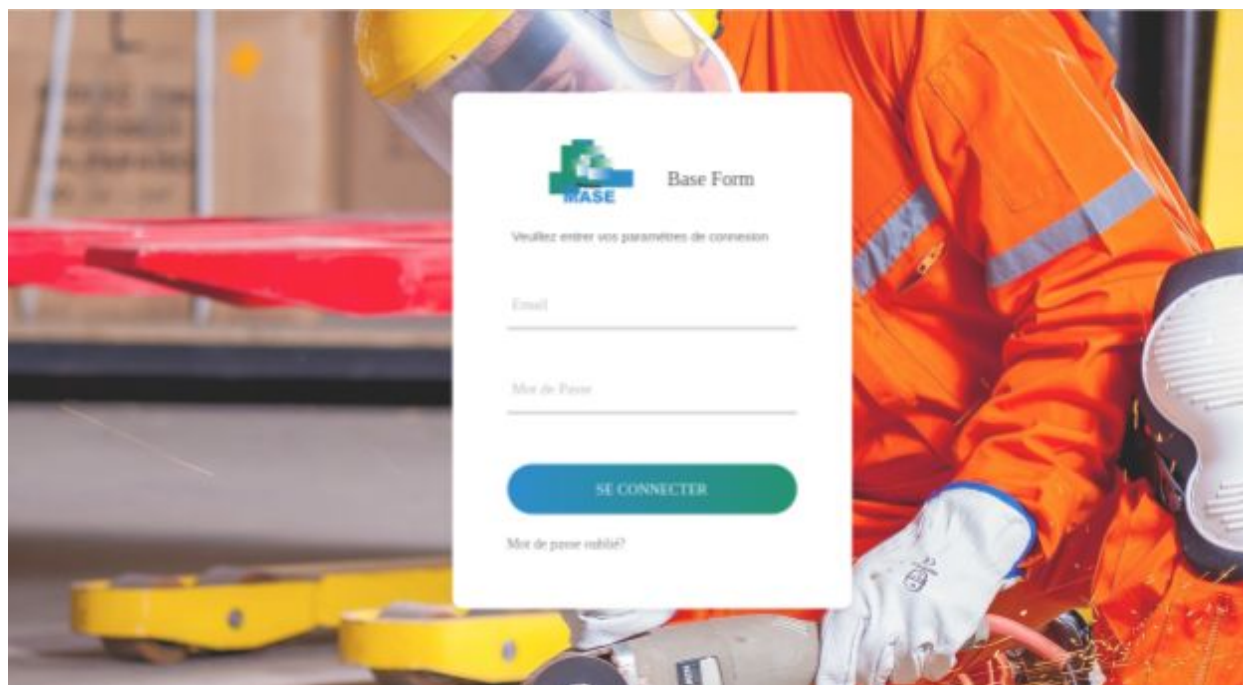 MASE
Base Form
Veuillez entrer vos paramètres de connexion
Email
Mot de Passe
SE CONNECTER
Mot de passe oublié?